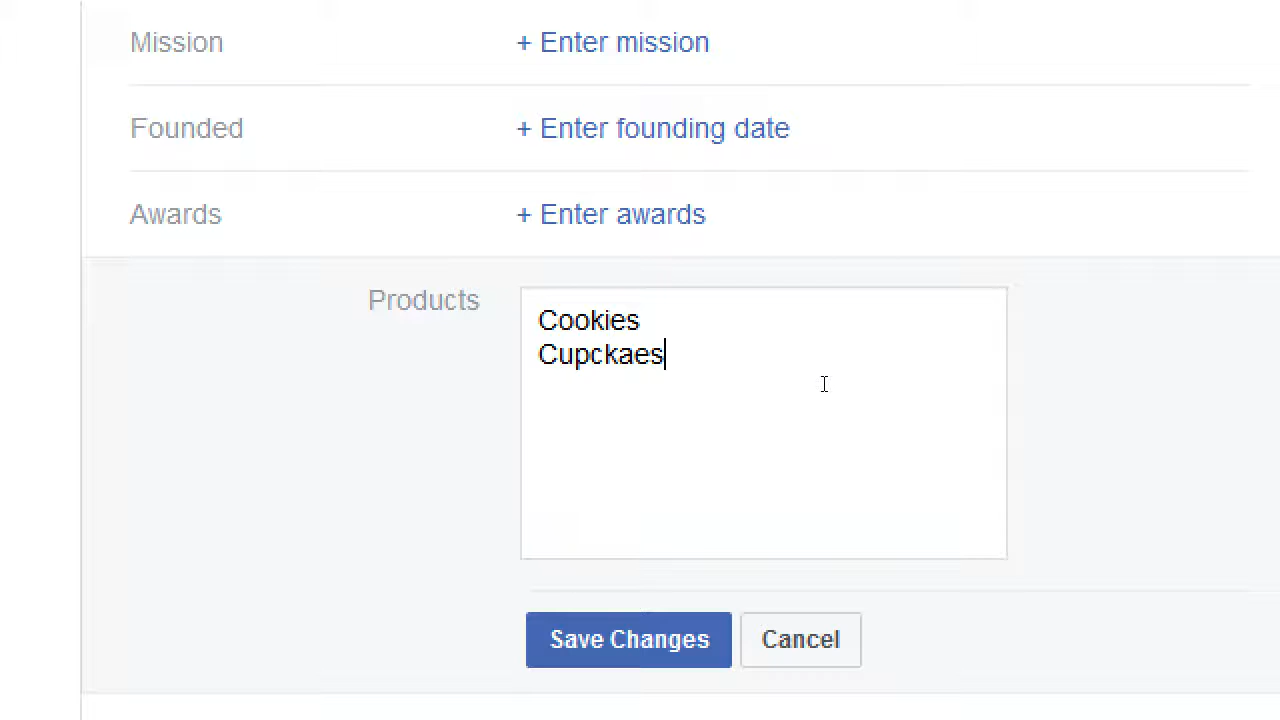 Mission + Enter mission
Founded + Enter founding date
Awards + Enter awards
Products
Cookies
Cupckaes
Save Changes Cancel